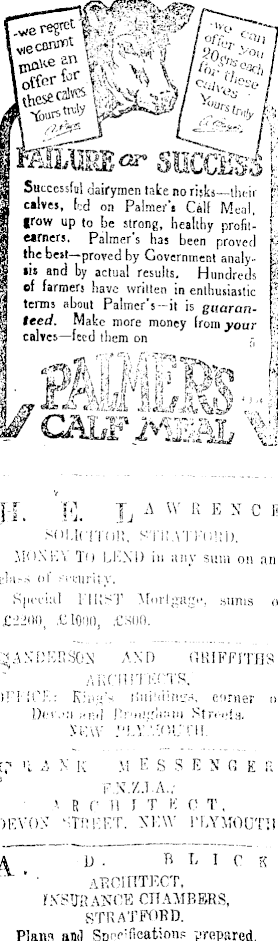 -we regret
we cannot
make an
offer for
these calves
Yours truly
-we can
offer you
20gns each
for these
calves
Yours truly
FAILURE or SUCCESS
Successful dairymen take no risks—their
calves, fed on Palmer's Calf Meal,
grow up to be strong, healthy profit-
earners. Palmer's has been proved
the best—proved by Government analy-
sis and by actual results. Hundreds
of farmers have written in enthusiastic
terms about Palmer's—it is guaran-
teed. Make more money from your
calves—feed them on 5
PALMER'S
CALF MEAL
H. E. LAWRENCE
SOLICITOR, STRATFORD.
MONEY TO LEND in any sum on an
class of security.
Special FIRST Mortgage, sums o
£2200, £1000, £800.
SANDERSON AND GRIFFITHS
ARCHITECTS.
OFFICE: King's Buildings, corner o
Devon and Brougham Streets.
NEW PLYMOUTH.
FRANK MESSENGER
F.N.Z.I.A.,
ARCHITECT,
DEVON STREET, NEW PLYMOUTH
A. D. BLICK
ARCHITECT,
INSURANCE CHAMBERS,
STRATFORD.
Plans and Specifications prepared.